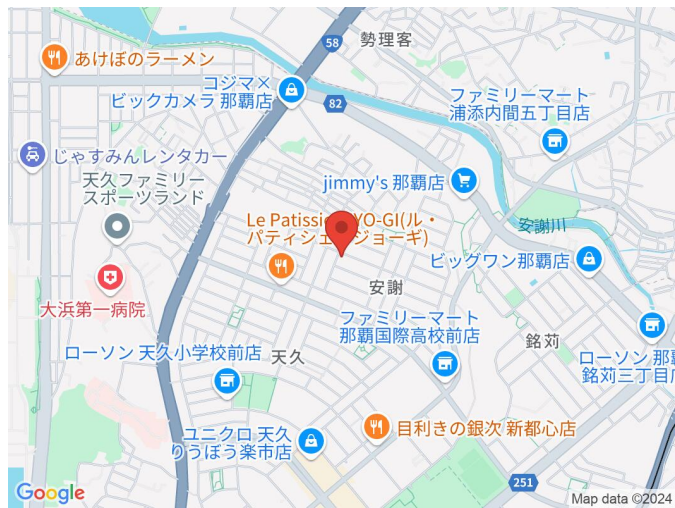 58
勢理客
あけぼのラーメン
コジマ×
ビックカメラ 那覇店
82
ファミリーマート
浦添内間五丁目店
じゃすみんレンタカー
天久ファミリー
スポーツランド
jimmy's 那覇店
安謝川
Le Patissier
YO-GI(ル・
パティシエ
ジョーギ)
ビッグワン那覇店
大浜第一病院
安謝
ファミリーマート
那覇国際高校前店
銘苅
ローソン 天久小学校前店
天久
ローソン 那覇
銘苅三丁目店
ユニクロ 天久
りうぼう楽市店
目利きの銀次 新都心店
251
Google
Map data ©2024